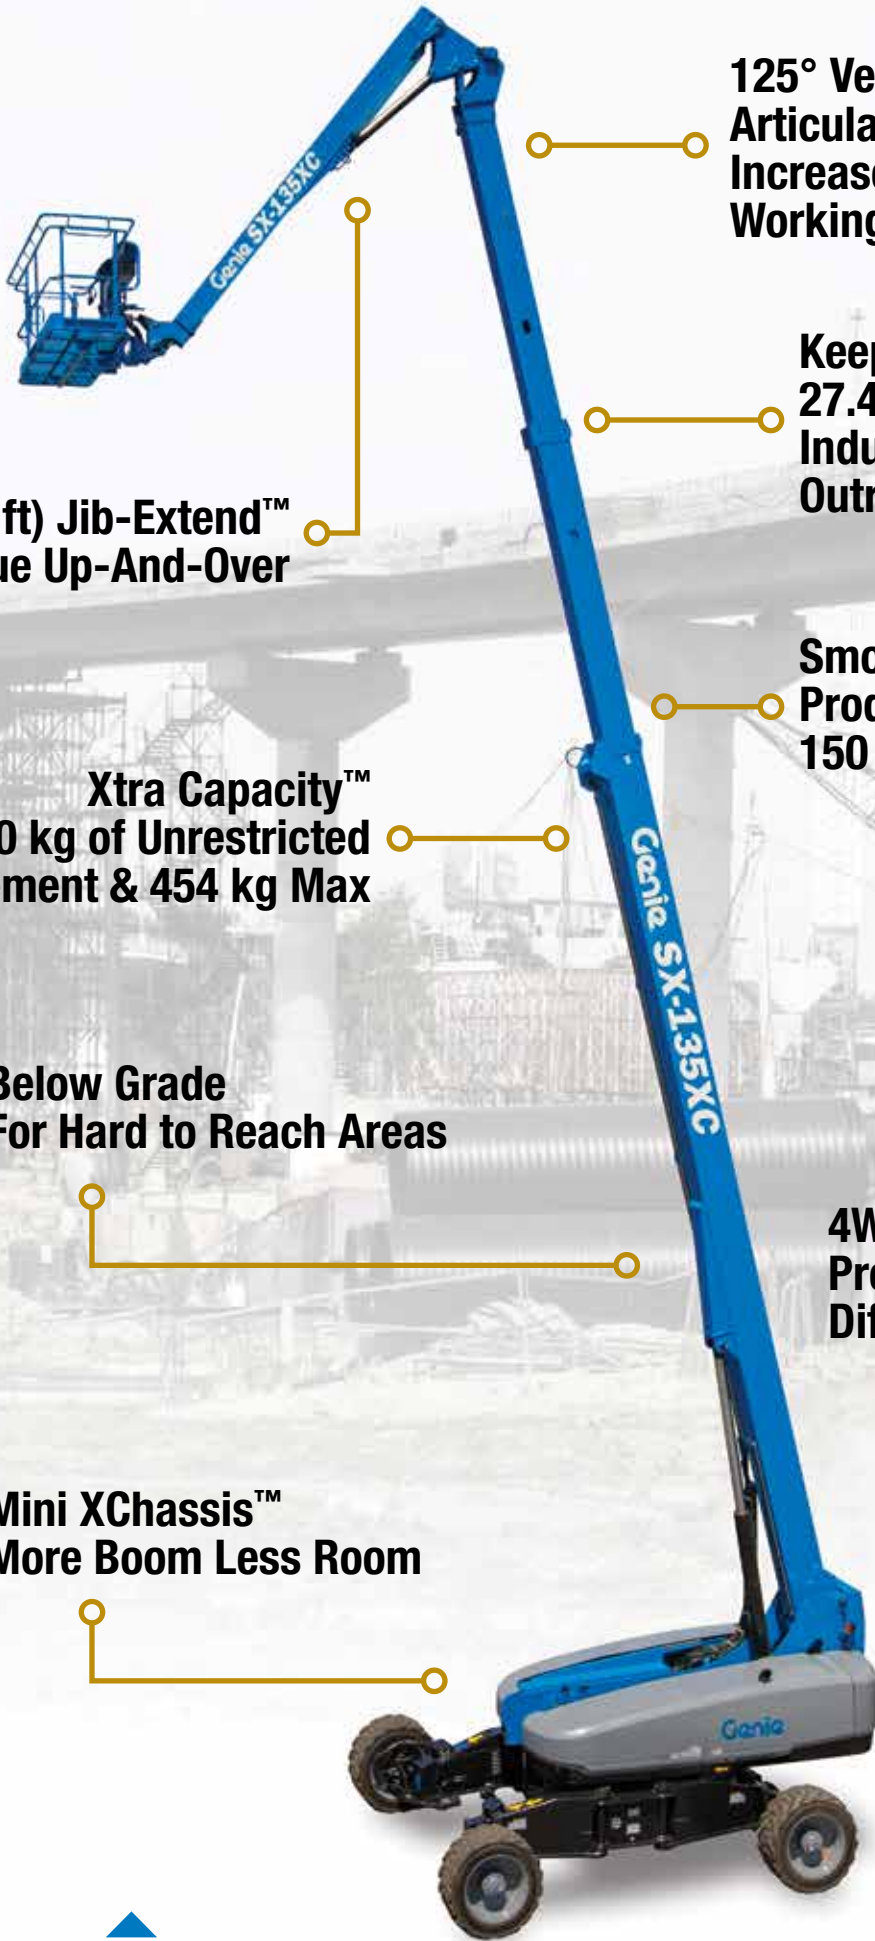 125° Ve
Articula
Increase
Working
Genie SX-135XC
Keep
27.4
Indu
Outr
ft) Jib-Extend™
ue Up-And-Over
Smo
Prod
150
Xtra Capacity™
0 kg of Unrestricted
ment & 454 kg Max
Genie SX-135XC
Below Grade
For Hard to Reach Areas
4W
Pro
Dif
Mini XChassis™
More Boom Less Room
Genie